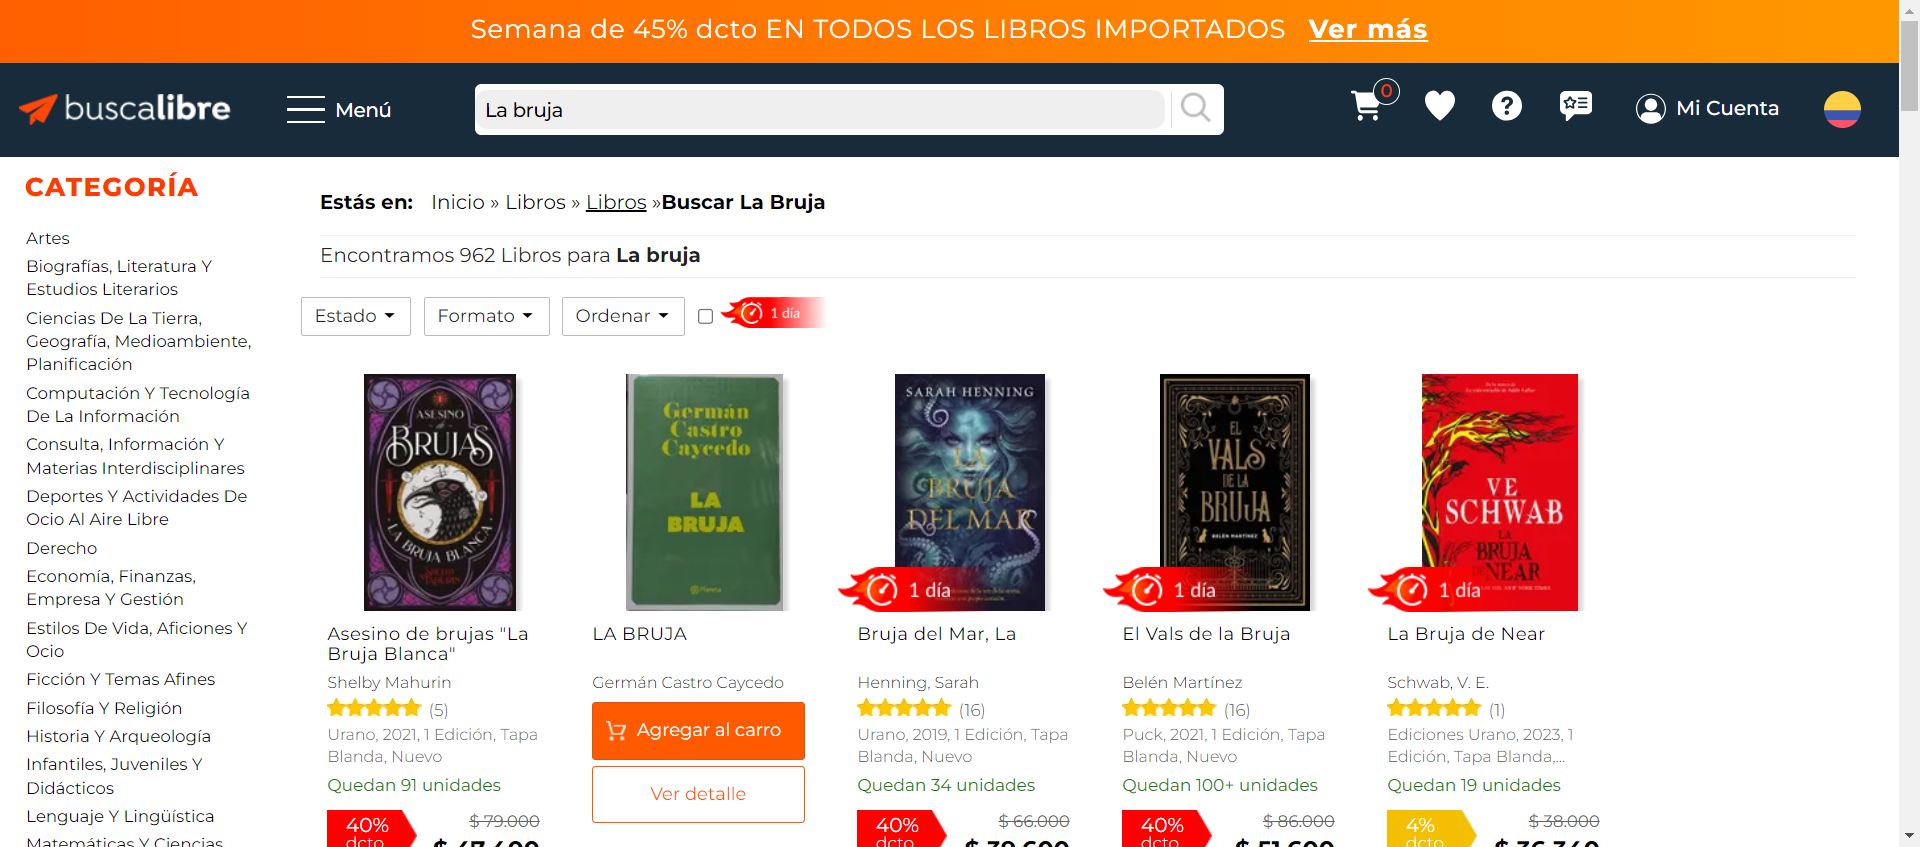 Semana de 45% dcto EN TODOS LOS LIBROS IMPORTADOS Ver más
buscalibre
Menú
La bruja
0
Mi Cuenta
CATEGORÍA
Artes
Biografías, Literatura Y
Estudios Literarios
Ciencias De La Tierra,
Geografía, Medioambiente,
Planificación
Computación Y Tecnología
De La Información
Consulta, Información Y
Materias Interdisciplinares
Deportes Y Actividades De
Ocio Al Aire Libre
Derecho
Economía, Finanzas,
Empresa Y Gestión
Estilos De Vida, Aficiones Y
Ocio
Ficción Y Temas Afines
Filosofía Y Religión
Historia Y Arqueología
Infantiles, Juveniles Y
Didácticos
Lenguaje Y Lingüística
Matemáticas Y Ciencias
Estás en: Inicio » Libros » Libros »Buscar La Bruja
Encontramos 962 Libros para La bruja
Estado
Formato
Ordenar
1 día
ASESINO
de
BRUJAS
LA BRUJA BLANCA
SHELBY MAHURIN
Asesino de brujas "La
Bruja Blanca"
Shelby Mahurin
(5)
Urano, 2021, 1 Edición, Tapa
Blanda, Nuevo
Quedan 91 unidades
40%
dcto
$ 79.000
$ 47.400
Germán
Castro
Caycedo
LA
BRUJA
Planeta
LA BRUJA
Germán Castro Caycedo
Agregar al carro
Ver detalle
SARAH HENNING
LA
BRUJA
DEL MAR
1 día
Bruja del Mar, La
Henning, Sarah
(16)
Urano, 2019, 1 Edición, Tapa
Blanda, Nuevo
Quedan 34 unidades
40%
dcto
$ 66.000
$ 39.600
EL
VALS
DE LA
BRUJA
BELÉN MARTÍNEZ
1 día
El Vals de la Bruja
Belén Martínez
(16)
Puck, 2021, 1 Edición, Tapa
Blanda, Nuevo
Quedan 100+ unidades
40%
dcto
$ 86.000
$ 51.600
VE
SCHWAB
LA
BRUJA
DE NEAR
1 día
La Bruja de Near
Schwab, V. E.
(1)
Ediciones Urano, 2023, 1
Edición, Tapa Blanda,...
Quedan 19 unidades
4%
dcto
$ 38.000
$ 36.340